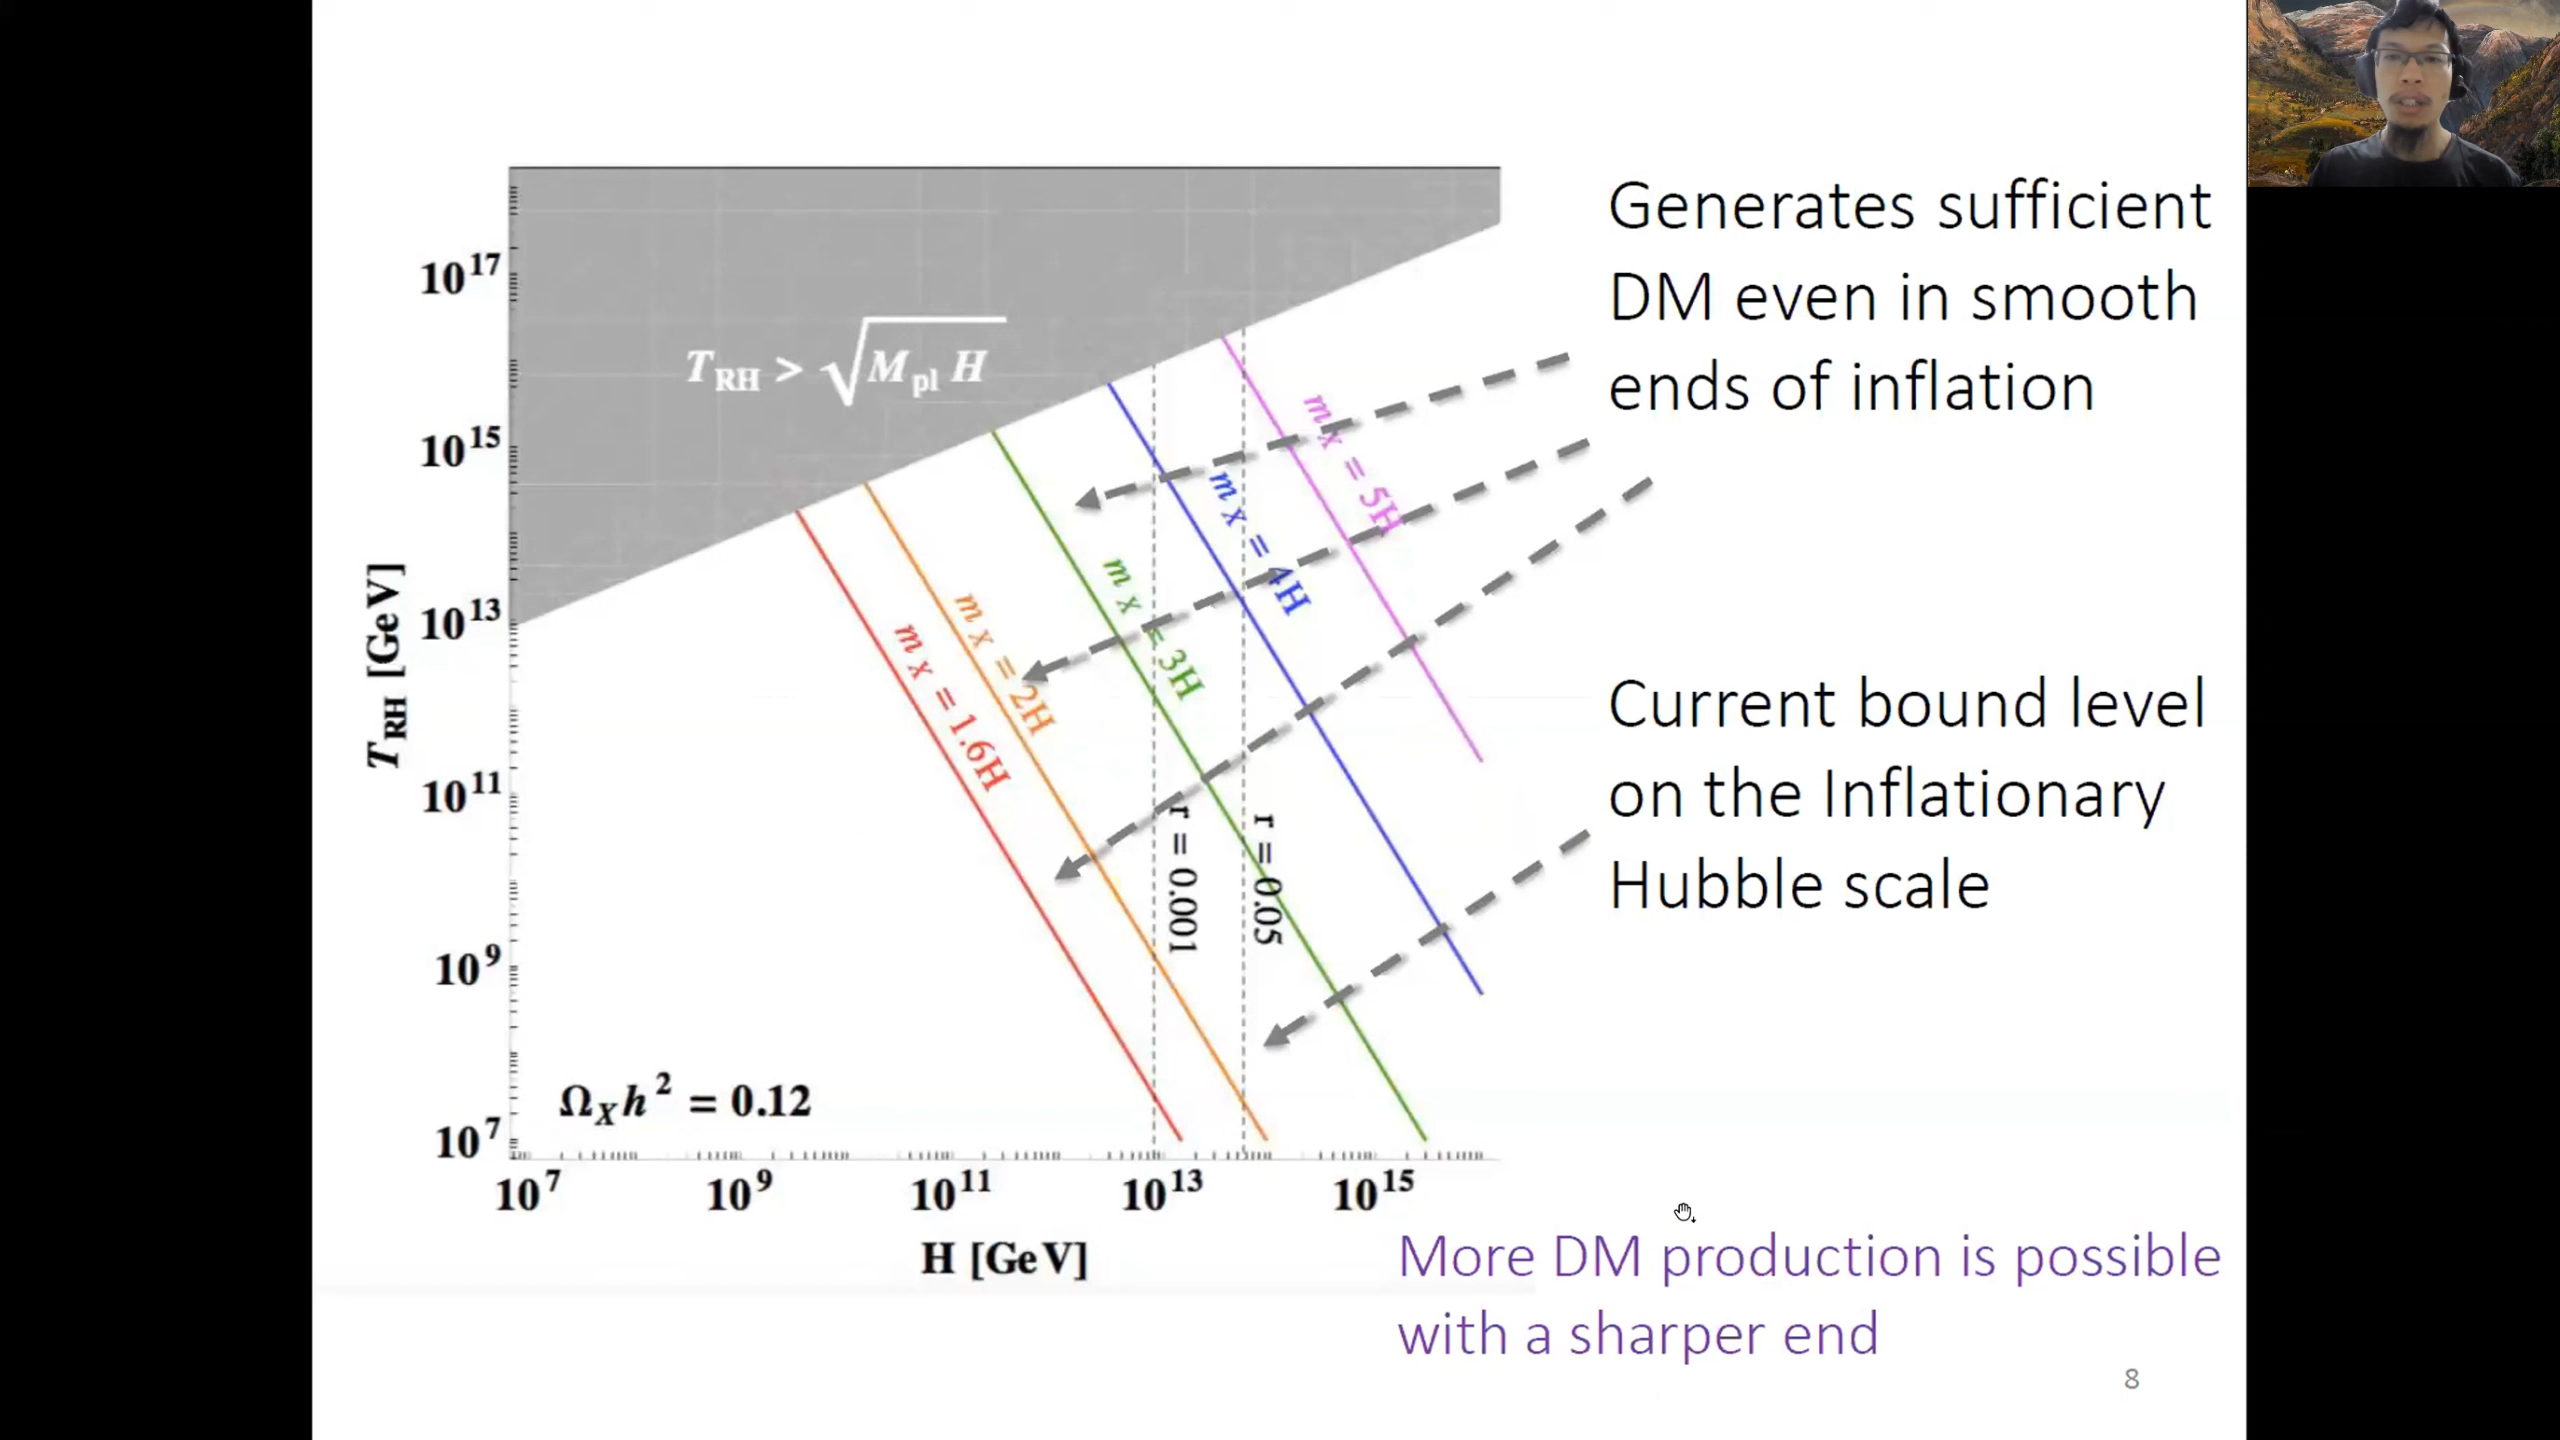 Generates sufficient
DM even in smooth
ends of inflation
Current bound level
on the Inflationary
Hubble scale
More DM production is possible
with a sharper end
8
T_RH [GeV]
10^17
10^15
10^13
10^11
10^9
10^7
T_RH > √(M_pl H)
m_X = 1.6H
m_X = 2H
m_X = 3H
m_X = 4H
m_X = 5H
r = 0.001
r = 0.05
Ω_X h^2 = 0.12
10^7 10^9 10^11 10^13 10^15
H [GeV]